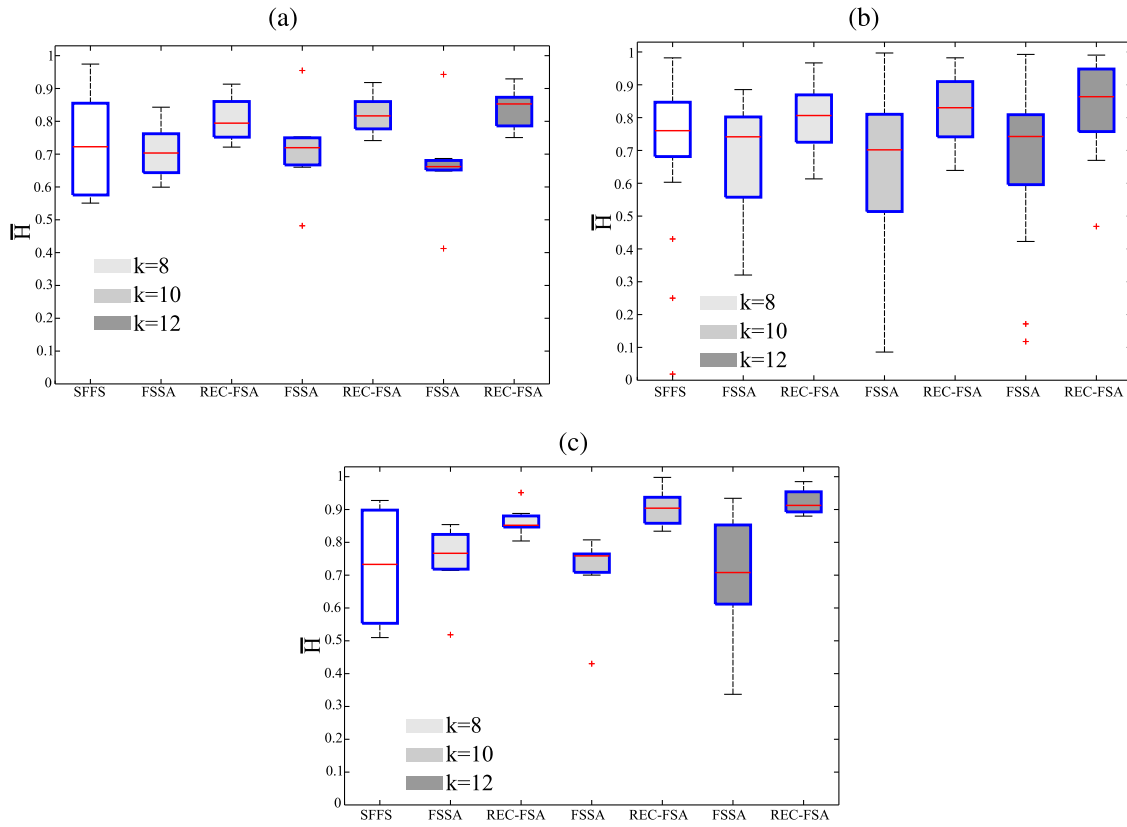 (a)
1
0.9
0.8
0.7
0.6
0.5
0.4
0.3
0.2
0.1
0
H
k=8
k=10
k=12
SFFS FSSA REC-FSA FSSA REC-FSA FSSA REC-FSA
(b)
1
0.9
0.8
0.7
0.6
0.5
0.4
0.3
0.2
0.1
0
H
k=8
k=10
k=12
SFFS FSSA REC-FSA FSSA REC-FSA FSSA REC-FSA
(c)
1
0.9
0.8
0.7
0.6
0.5
0.4
0.3
0.2
0.1
0
H
k=8
k=10
k=12
SFFS FSSA REC-FSA FSSA REC-FSA FSSA REC-FSA